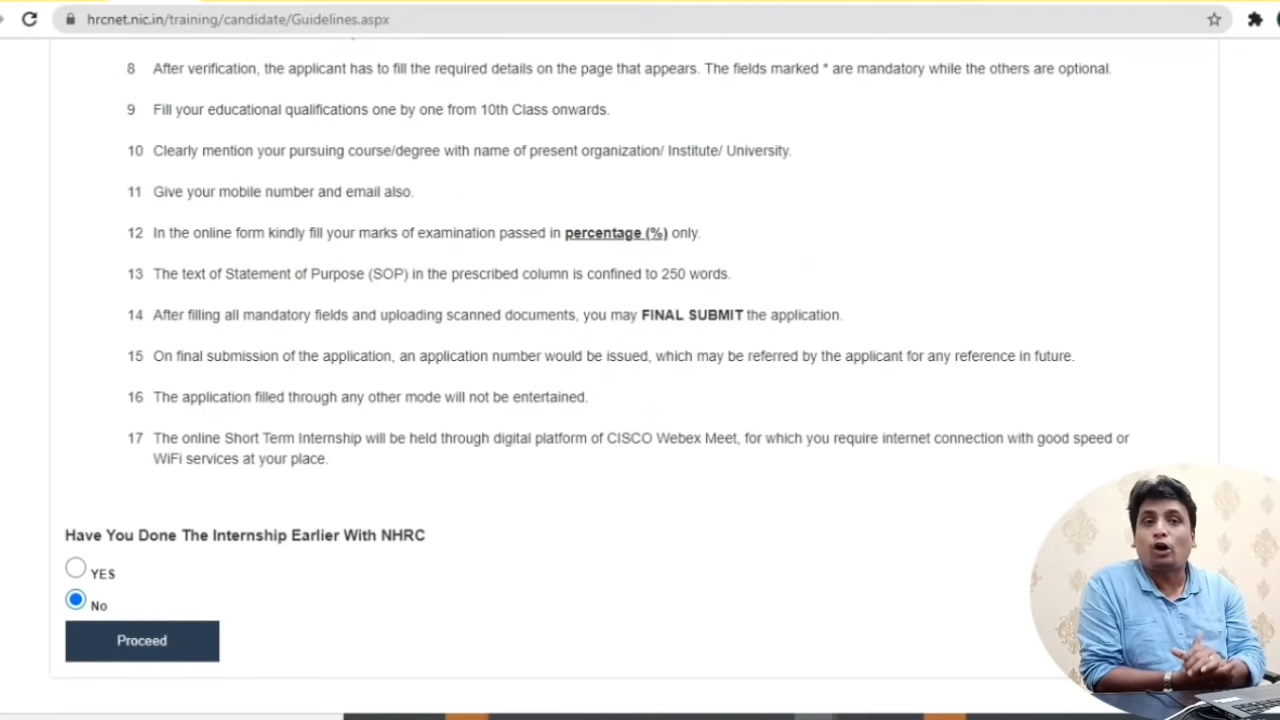 hrcnet.nic.in/training/candidate/Guidelines.aspx
8 After verification, the applicant has to fill the required details on the page that appears. The fields marked * are mandatory while the others are optional.
9 Fill your educational qualifications one by one from 10th Class onwards.
10 Clearly mention your pursuing course/degree with name of present organization/ Institute/ University.
11 Give your mobile number and email also.
12 In the online form kindly fill your marks of examination passed in percentage (%) only.
13 The text of Statement of Purpose (SOP) in the prescribed column is confined to 250 words.
14 After filling all mandatory fields and uploading scanned documents, you may FINAL SUBMIT the application.
15 On final submission of the application, an application number would be issued, which may be referred by the applicant for any reference in future.
16 The application filled through any other mode will not be entertained.
17 The online Short Term Internship will be held through digital platform of CISCO Webex Meet, for which you require internet connection with good speed or
WiFi services at your place.
Have You Done The Internship Earlier With NHRC
YES
No
Proceed